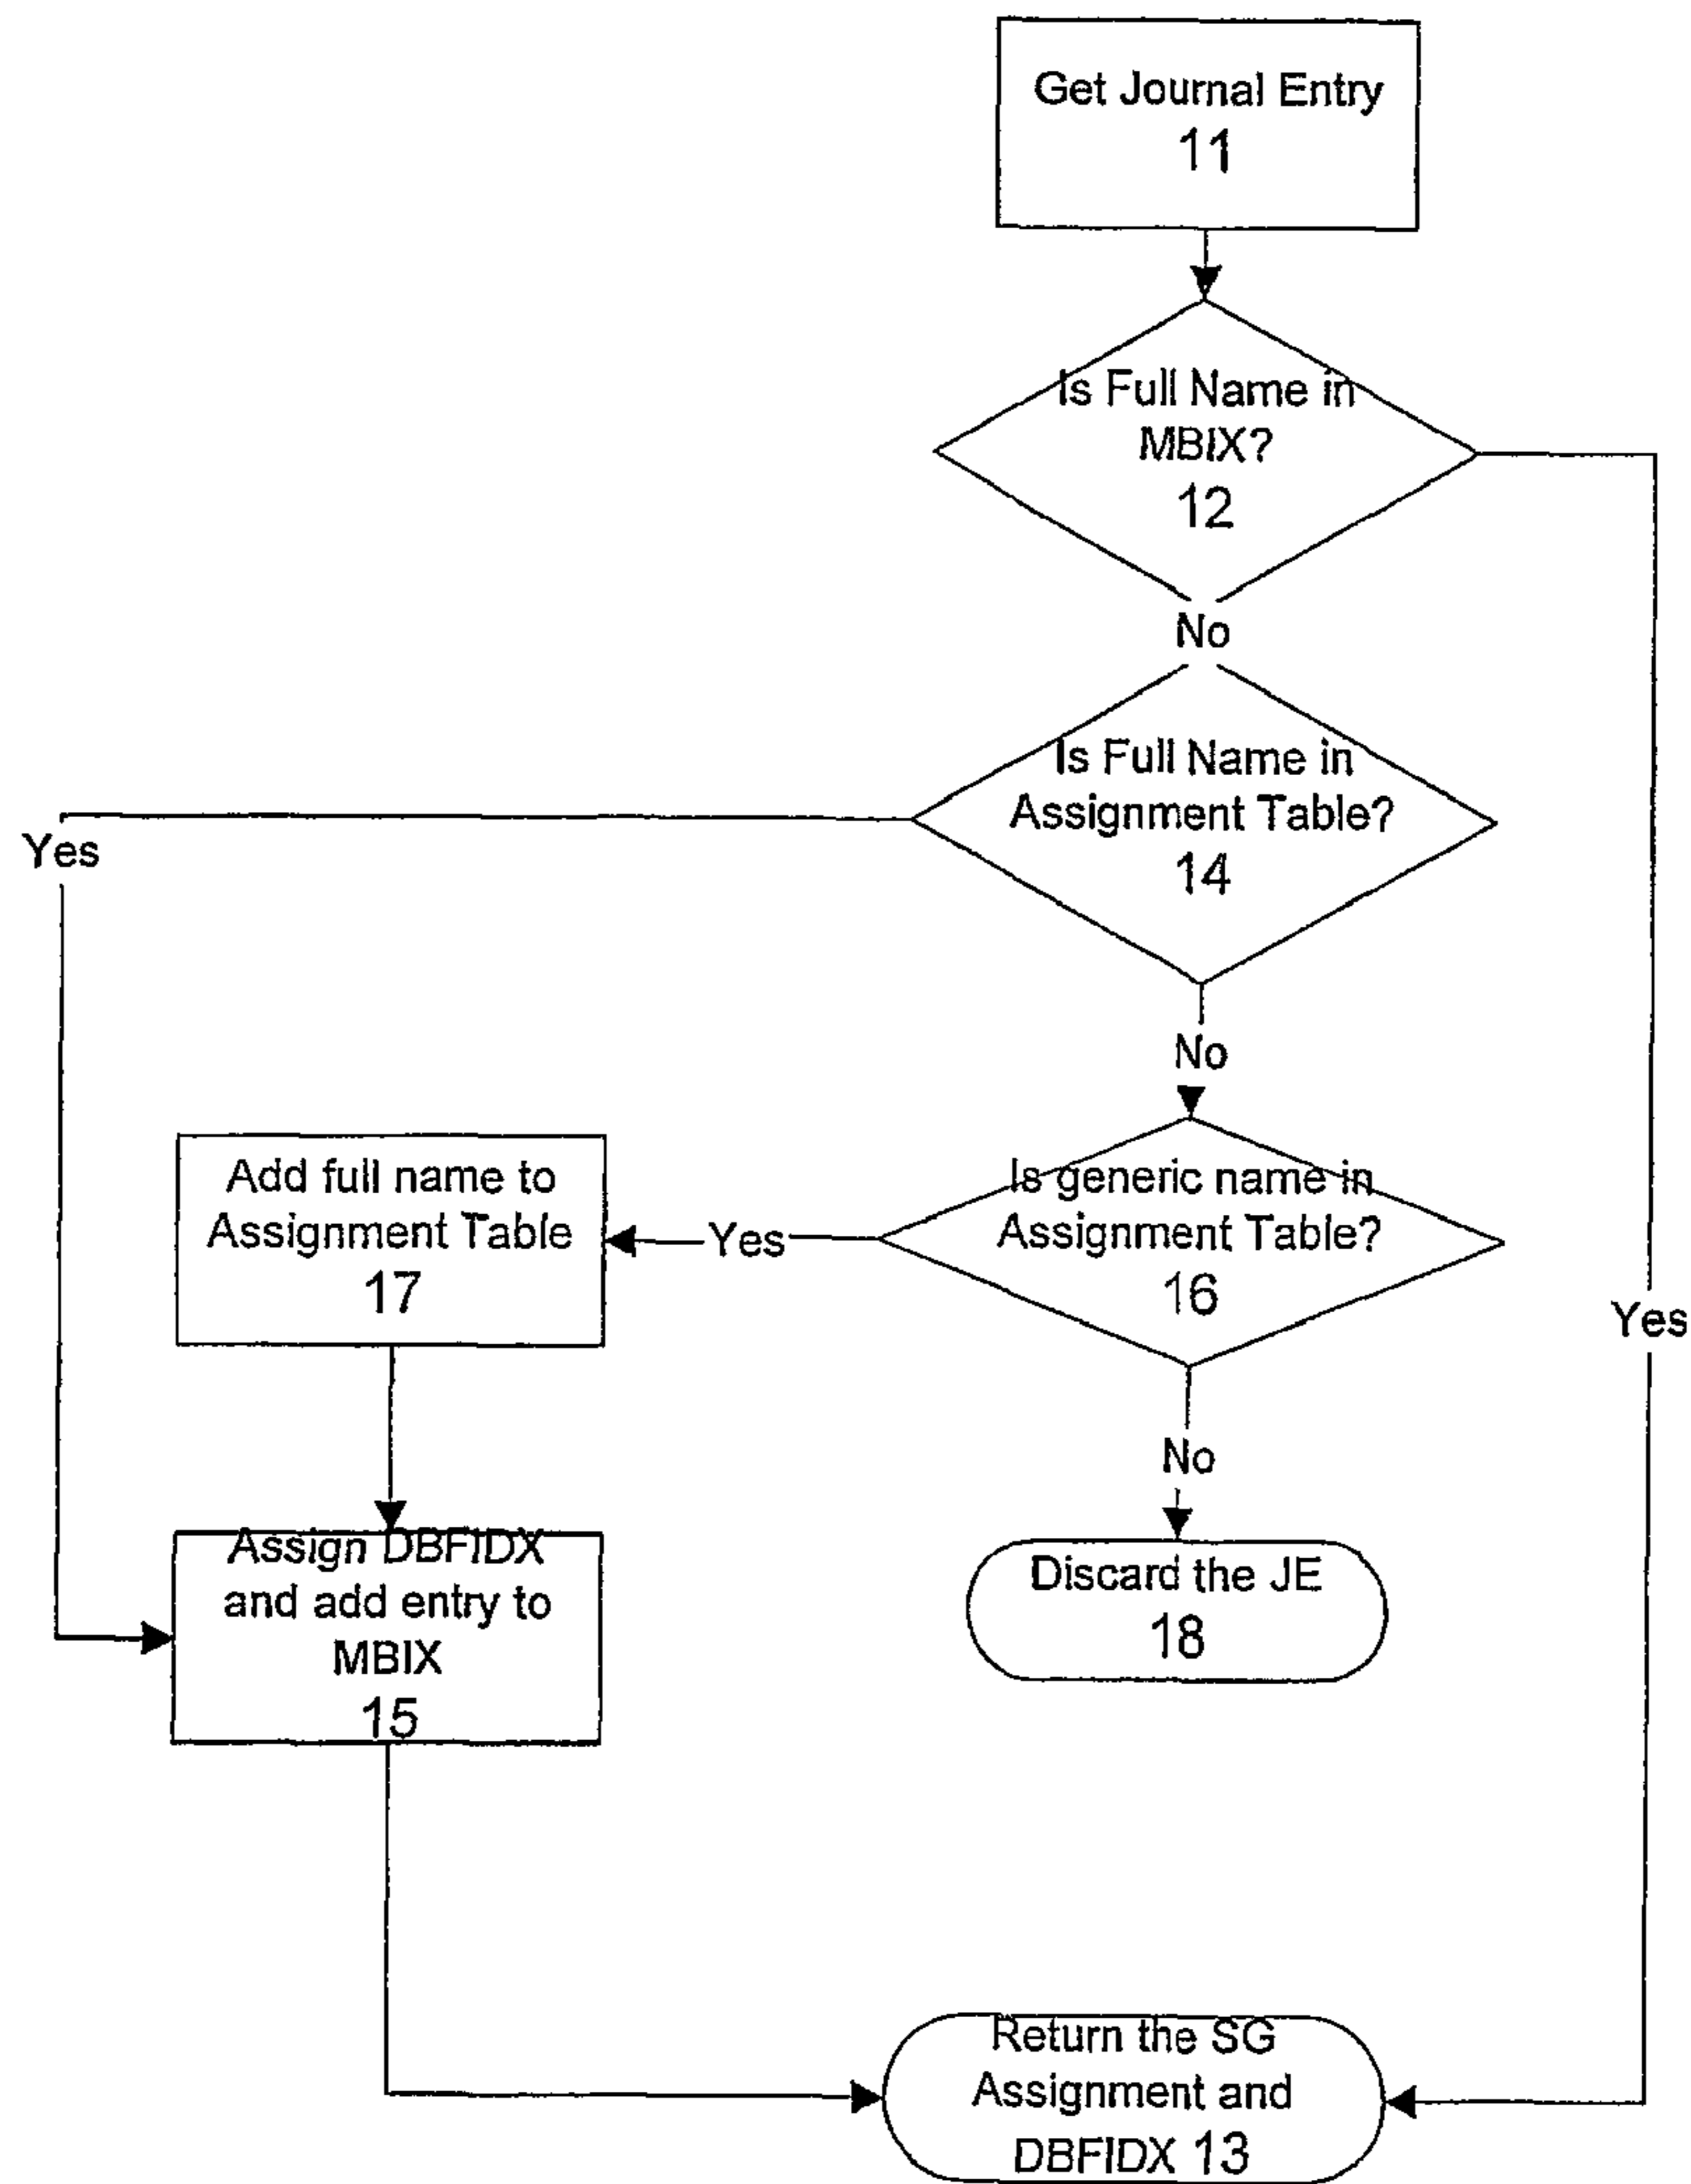 Get Journal Entry
11
Is Full Name in
MBIX?
12
No
Is Full Name in
Assignment Table?
14
Yes
No
Add full name to
Assignment Table
17
Yes
Is generic name in
Assignment Table?
16
Yes
No
Assign DBFIDX
and add entry to
MBIX
15
Discard the JE
18
Return the SG
Assignment and
DBFIDX 13